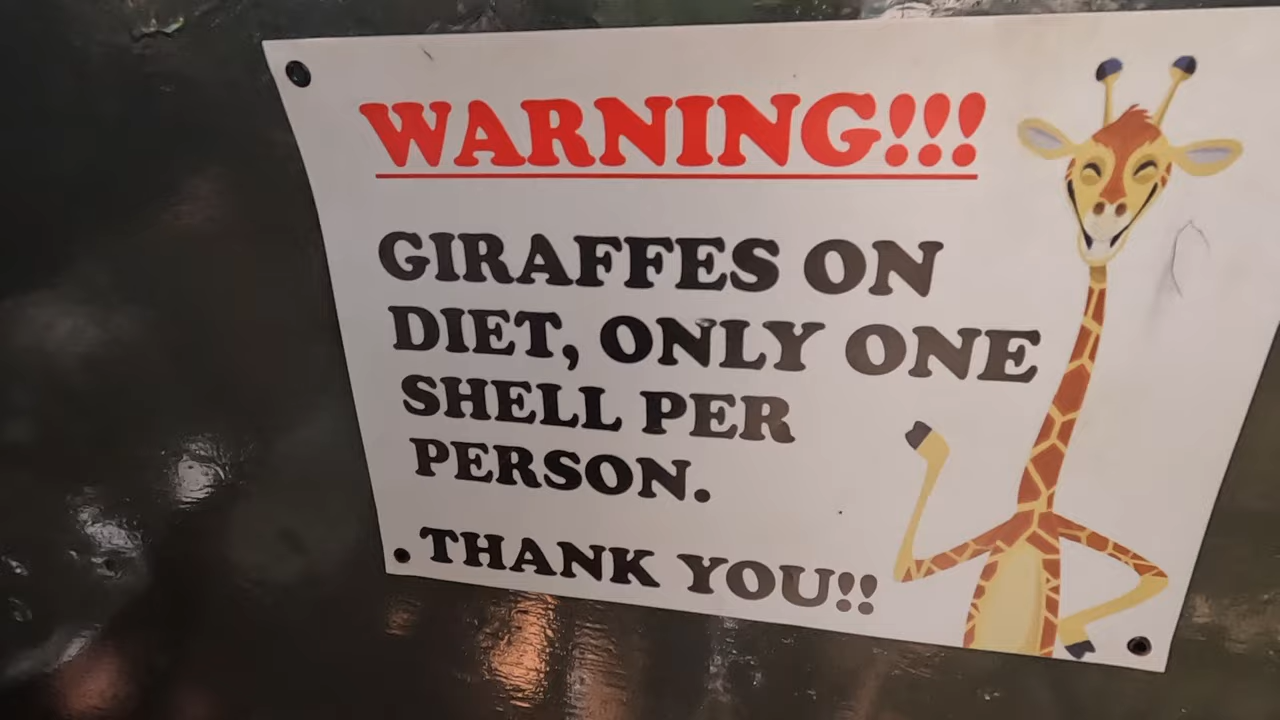 WARNING!!!
GIRAFFES ON
DIET, ONLY ONE
SHELL PER
PERSON.
THANK YOU!!